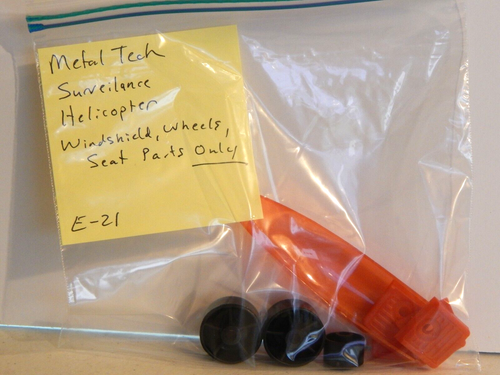 Metal Tech
Surveilance
Helicopter
Windshield, Wheels,
Seat Parts Only
E-21